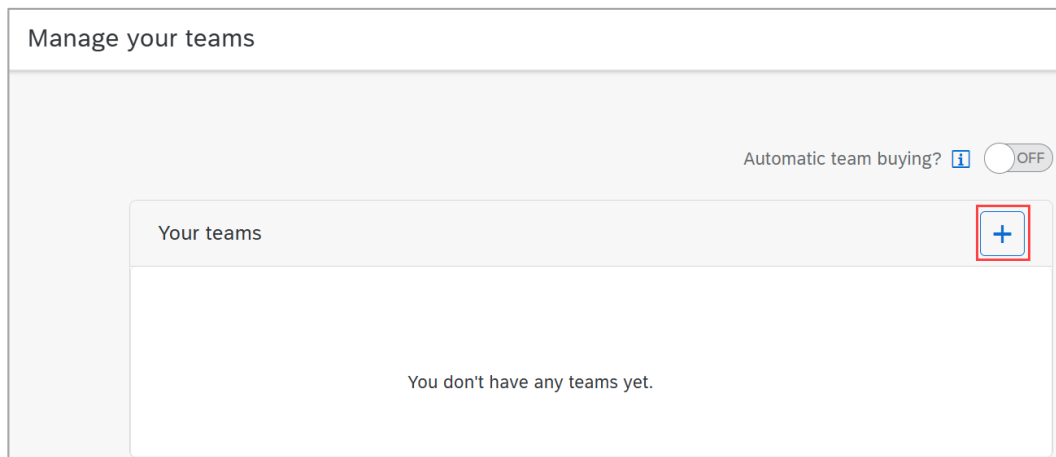 Manage your teams
Automatic team buying? i OFF
Your teams +
You don't have any teams yet.